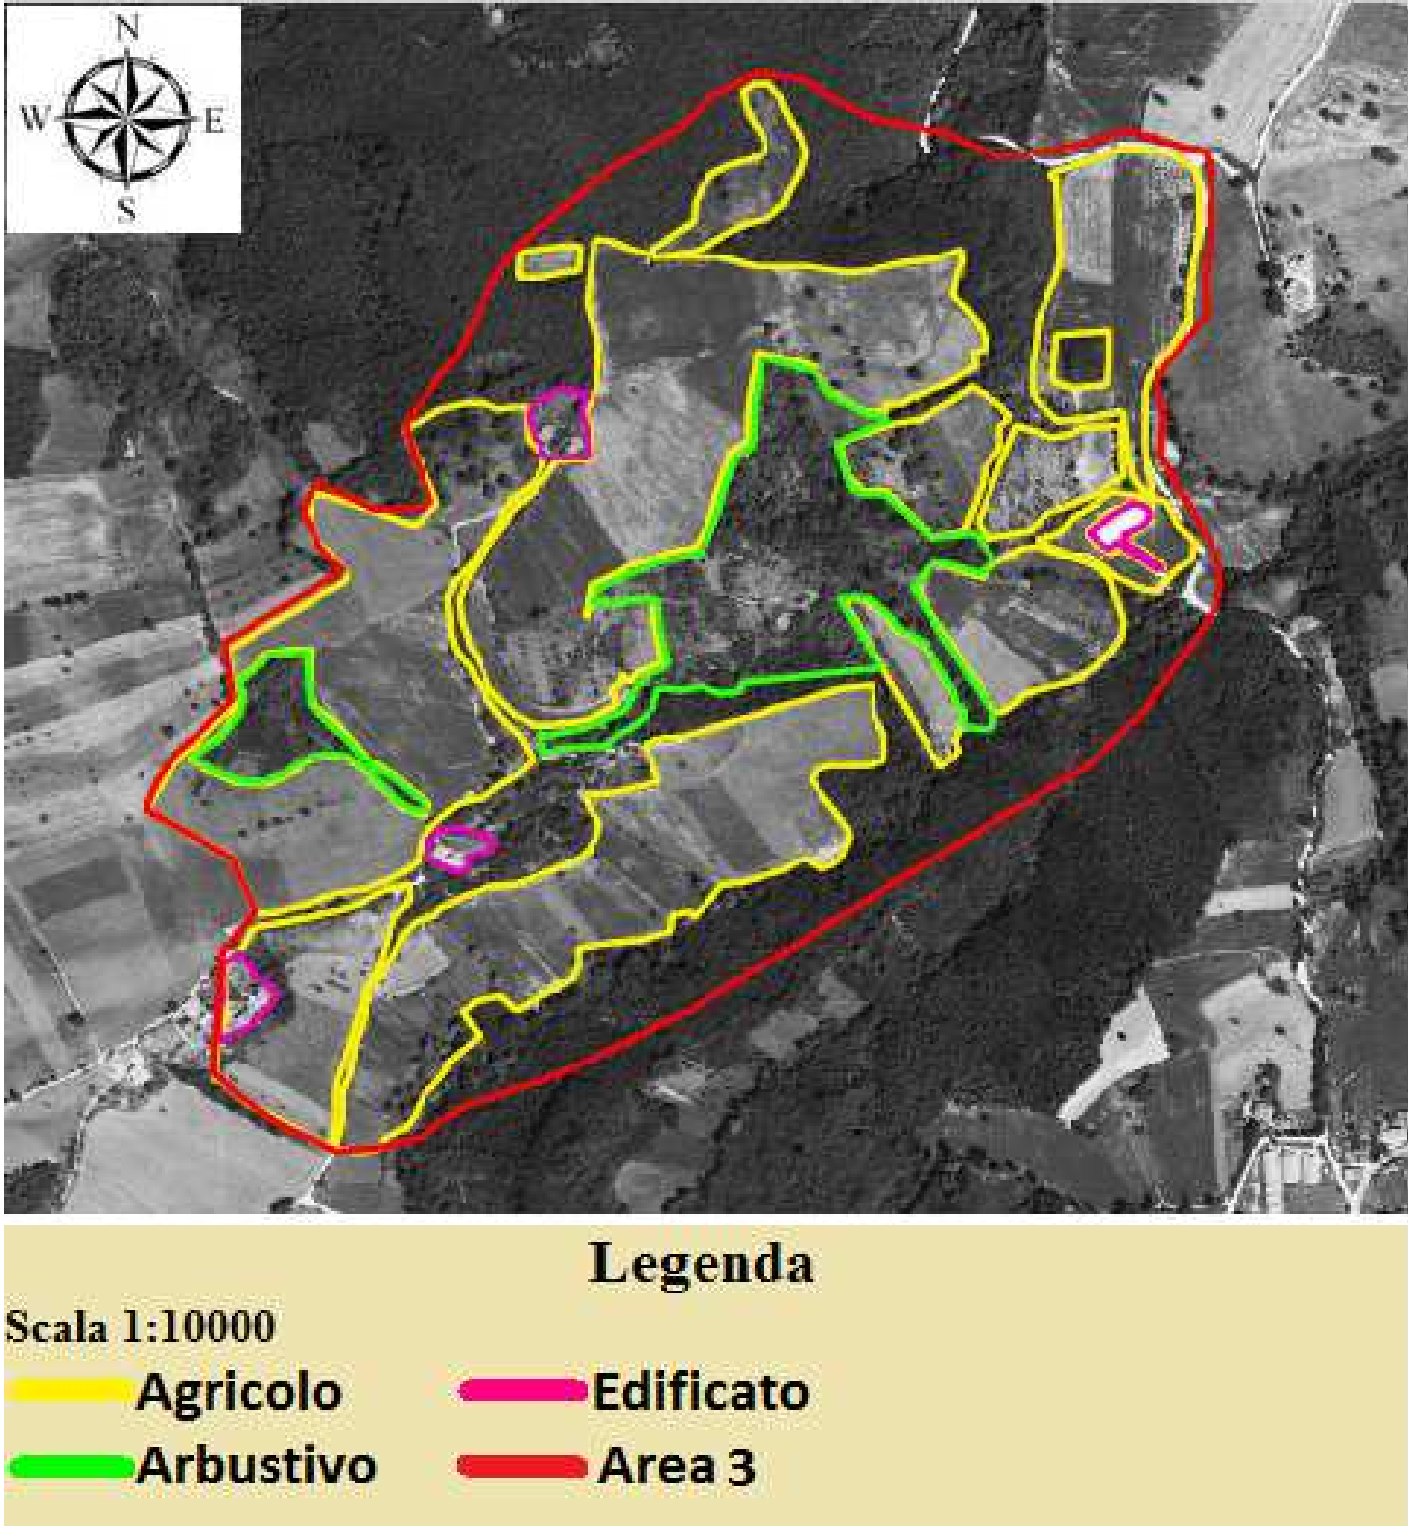 N
W E
S
Legenda
Scala 1:10000
Agricolo Edificato
Arbustivo Area 3